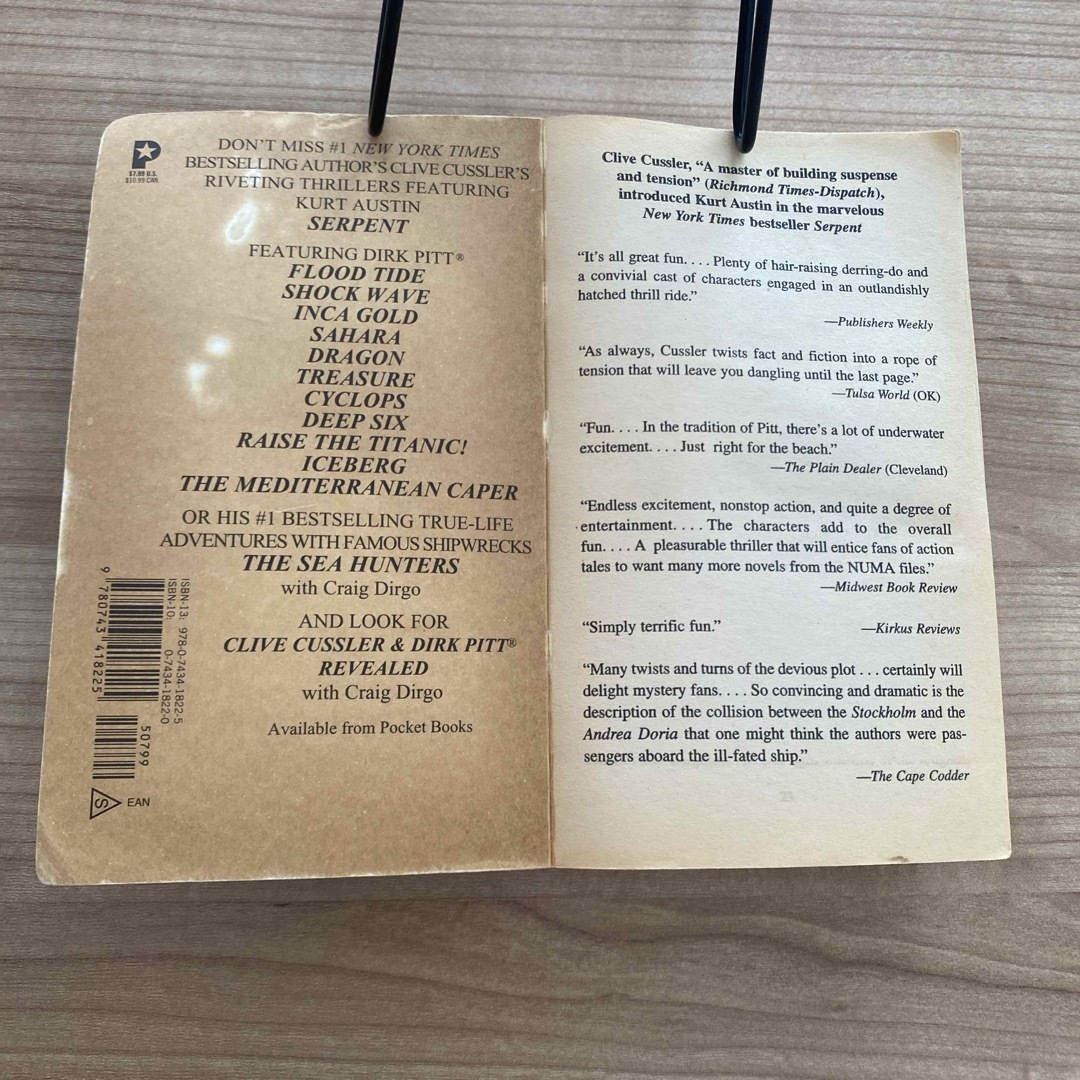 P
$7.99 U.S.
$10.99 CAN.
DON'T MISS #1 NEW YORK TIMES
BESTSELLING AUTHOR'S CLIVE CUSSLER'S
RIVETING THRILLERS FEATURING
KURT AUSTIN
SERPENT
FEATURING DIRK PITT®
FLOOD TIDE
SHOCK WAVE
INCA GOLD
SAHARA
DRAGON
TREASURE
CYCLOPS
DEEP SIX
RAISE THE TITANIC!
ICEBERG
THE MEDITERRANEAN CAPER
OR HIS #1 BESTSELLING TRUE-LIFE
ADVENTURES WITH FAMOUS SHIPWRECKS
THE SEA HUNTERS
with Craig Dirgo
AND LOOK FOR
CLIVE CUSSLER & DIRK PITT®
REVEALED
with Craig Dirgo
Available from Pocket Books
ISBN-13: 978-0-7434-1822-5
ISBN-10: 0-7434-1822-0
9 780743 418225
50799
S
EAN
Clive Cussler, “A master of building suspense
and tension” (Richmond Times-Dispatch),
introduced Kurt Austin in the marvelous
New York Times bestseller Serpent
“It's all great fun. . . . Plenty of hair-raising derring-do and
a convivial cast of characters engaged in an outlandishly
hatched thrill ride.”
—Publishers Weekly
“As always, Cussler twists fact and fiction into a rope of
tension that will leave you dangling until the last page.”
—Tulsa World (OK)
“Fun. . . . In the tradition of Pitt, there's a lot of underwater
excitement. . . . Just right for the beach.”
—The Plain Dealer (Cleveland)
“Endless excitement, nonstop action, and quite a degree of
entertainment. . . . The characters add to the overall
fun. . . . A pleasurable thriller that will entice fans of action
tales to want many more novels from the NUMA files.”
—Midwest Book Review
“Simply terrific fun.” —Kirkus Reviews
“Many twists and turns of the devious plot . . . certainly will
delight mystery fans. . . . So convincing and dramatic is the
description of the collision between the Stockholm and the
Andrea Doria that one might think the authors were pas-
sengers aboard the ill-fated ship.”
—The Cape Codder